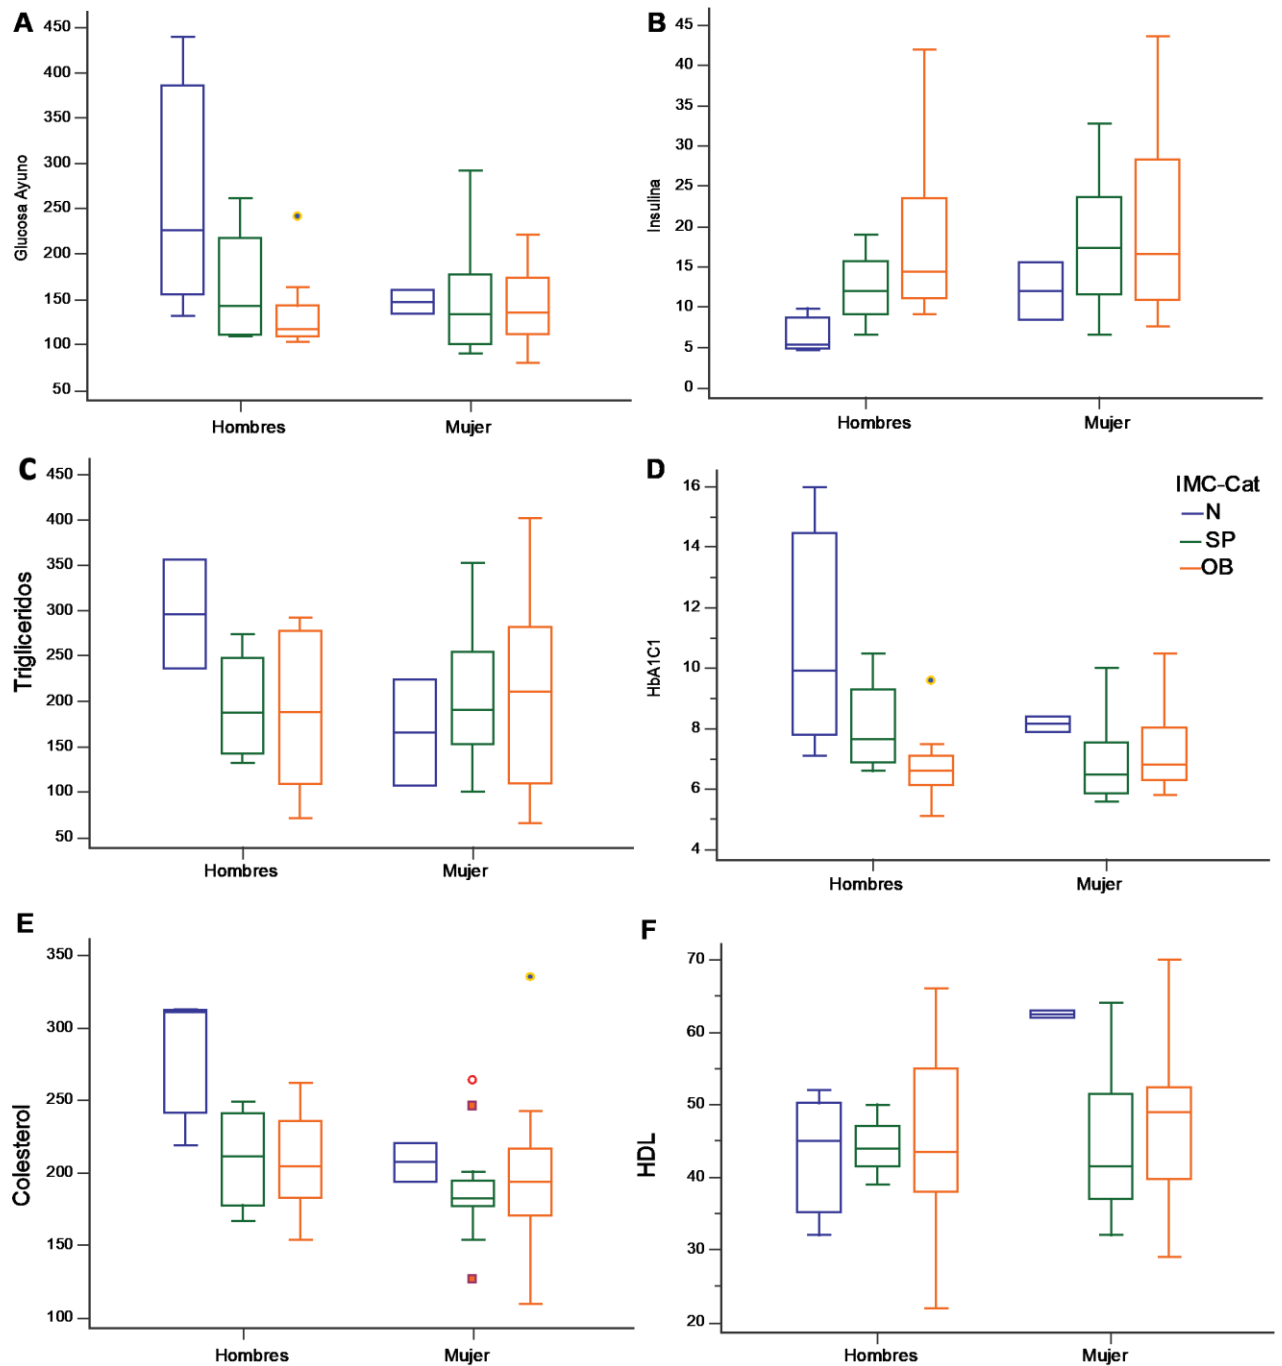 A
450
400
350
300
250
200
150
100
50
Glucosa Ayuno
Hombres Mujer
B
45
40
35
30
25
20
15
10
5
0
Insulina
Hombres Mujer
C
450
400
350
300
250
200
150
100
50
Trigliceridos
Hombres Mujer
D
16
14
12
10
8
6
4
HbA1C1
IMC-Cat
N
SP
OB
Hombres Mujer
E
350
300
250
200
150
100
Colesterol
Hombres Mujer
F
70
60
50
40
30
20
HDL
Hombres Mujer